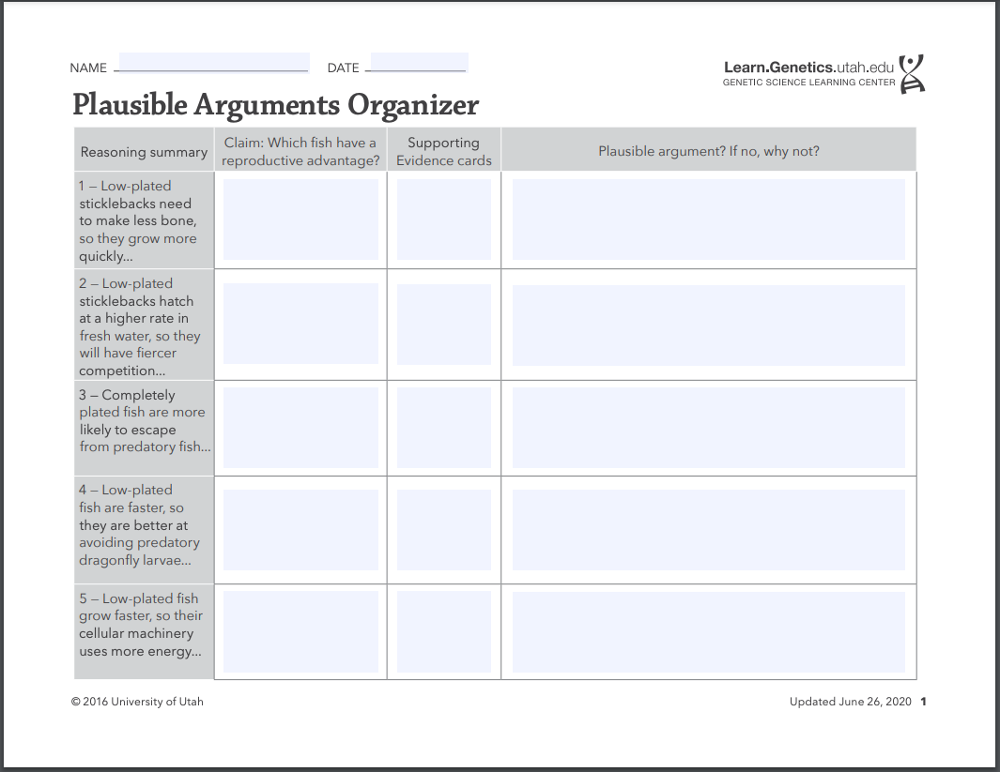 NAME
DATE
Learn.Genetics.utah.edu
GENETIC SCIENCE LEARNING CENTER
Plausible Arguments Organizer
Reasoning summary
Claim: Which fish have a
reproductive advantage?
Supporting
Evidence cards
Plausible argument? If no, why not?
1 – Low-plated
sticklebacks need
to make less bone,
so they grow more
quickly...
2 – Low-plated
sticklebacks hatch
at a higher rate in
fresh water, so they
will have fiercer
competition...
3 – Completely
plated fish are more
likely to escape
from predatory fish...
4 – Low-plated
fish are faster, so
they are better at
avoiding predatory
dragonfly larvae...
5 – Low-plated fish
grow faster, so their
cellular machinery
uses more energy...
© 2016 University of Utah
Updated June 26, 2020 1